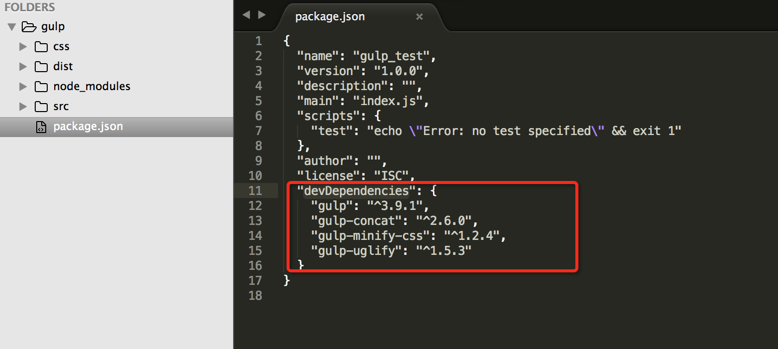 FOLDERS
gulp
css
dist
node_modules
src
package.json
package.json
1 {
2 "name": "gulp_test",
3 "version": "1.0.0",
4 "description": "",
5 "main": "index.js",
6 "scripts": {
7 "test": "echo \"Error: no test specified\" && exit 1"
8 },
9 "author": "",
10 "license": "ISC",
11 "devDependencies": {
12 "gulp": "^3.9.1",
13 "gulp-concat": "^2.6.0",
14 "gulp-minify-css": "^1.2.4",
15 "gulp-uglify": "^1.5.3"
16 }
17 }
18